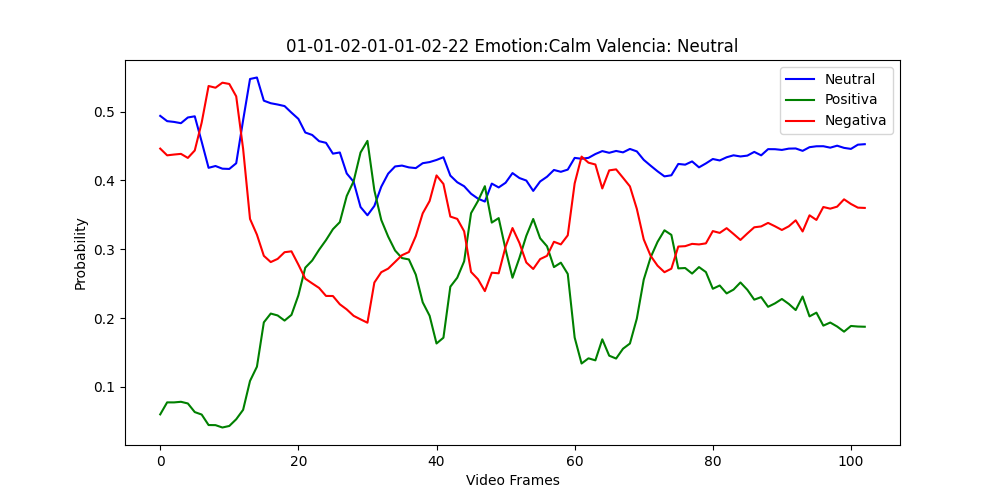 01-01-02-01-01-02-22 Emotion:Calm Valencia: Neutral
Neutral
Positiva
Negativa
Probability
0.5
0.4
0.3
0.2
0.1
0 20 40 60 80 100
Video Frames